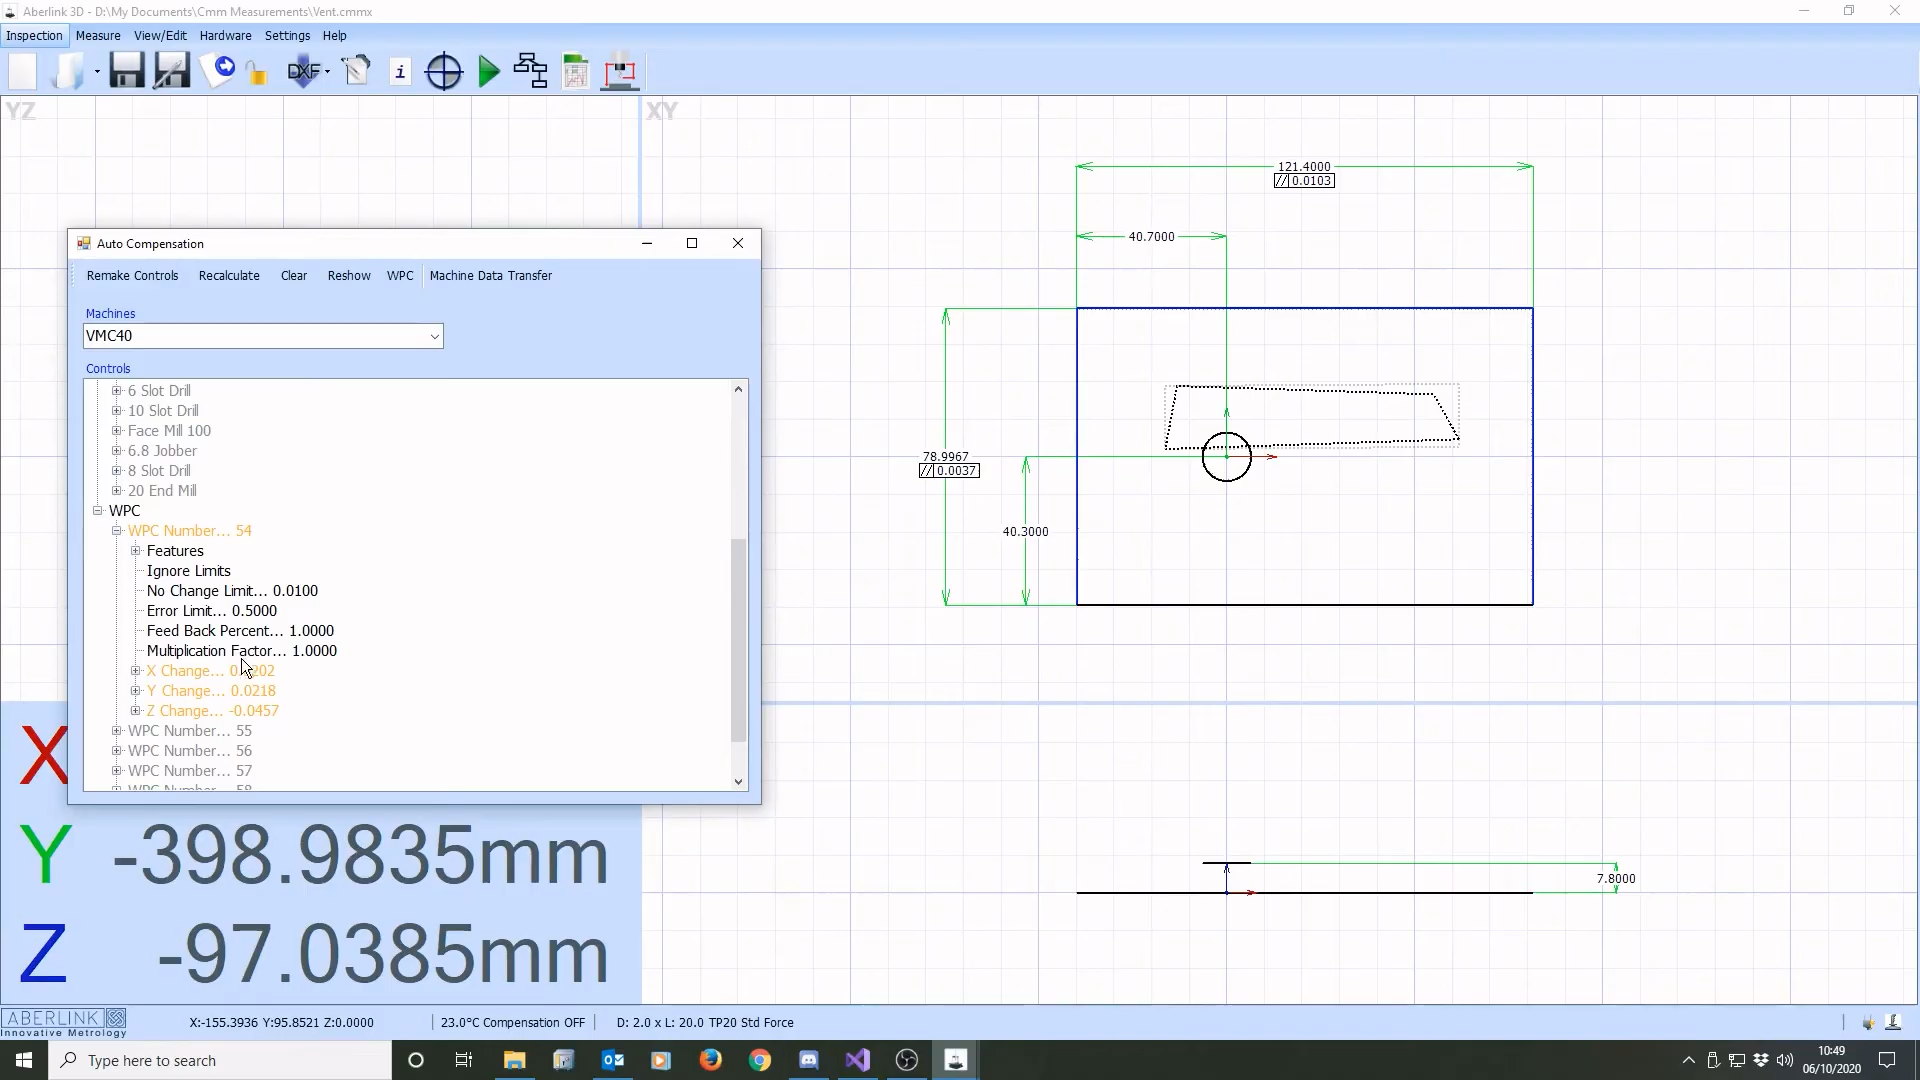 Aberlink 3D - D:\My Documents\Cmm Measurements\Vent.cmmx
Inspection Measure View/Edit Hardware Settings Help
DXF
i
YZ
XY
121.4000
// 0.0103
40.7000
78.9967
// 0.0037
40.3000
7.8000
Auto Compensation
Remake Controls Recalculate Clear Reshow WPC Machine Data Transfer
Machines
VMC40
Controls
6 Slot Drill
10 Slot Drill
Face Mill 100
6.8 Jobber
8 Slot Drill
20 End Mill
WPC
WPC Number... 54
Features
Ignore Limits
No Change Limit... 0.0100
Error Limit... 0.5000
Feed Back Percent... 1.0000
Multiplication Factor... 1.0000
X Change...
Y Change... 0.0218
Z Change... -0.0457
WPC Number... 55
WPC Number... 56
WPC Number... 57
WPC Number... 58
X
Y -398.9835mm
Z -97.0385mm
ABERLINK
Innovative Metrology
X:-155.3936 Y:95.8521 Z:0.0000 23.0°C Compensation OFF D: 2.0 x L: 20.0 TP20 Std Force
Type here to search
10:49
06/10/2020